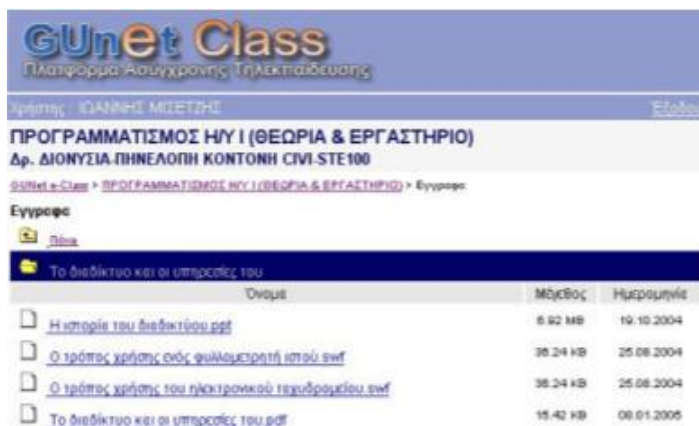 GUnet Class
Πλατφόρμα Ασύγχρονης Τηλεκπαίδευσης
Χρήστης : ΙΩΑΝΝΗΣ ΜΙΣΕΤΖΗΣ Έξοδος
ΠΡΟΓΡΑΜΜΑΤΙΣΜΟΣ Η/Υ Ι (ΘΕΩΡΙΑ & ΕΡΓΑΣΤΗΡΙΟ)
Δρ. ΔΙΟΝΥΣΙΑ-ΠΗΝΕΛΟΠΗ ΚΟΝΤΟΝΗ CIVI-STE100
GUNet e-Class > ΠΡΟΓΡΑΜΜΑΤΙΣΜΟΣ Η/Υ Ι (ΘΕΩΡΙΑ & ΕΡΓΑΣΤΗΡΙΟ) > Εγγραφα
Εγγραφα
Πάνω
Το διαδίκτυο και οι υπηρεσίες του
Όνομα Μέγεθος Ημερομηνία
Η ιστορία του διαδικτύου.ppt 6.92 MB 19.10.2004
Ο τρόπος χρήσης ενός φυλλομετρητή ιστού.swf 36.24 KB 25.08.2004
Ο τρόπος χρήσης του ηλεκτρονικού ταχυδρομείου.swf 36.24 KB 25.08.2004
Το διαδίκτυο και οι υπηρεσίες του.pdf 15.42 KB 08.01.2005